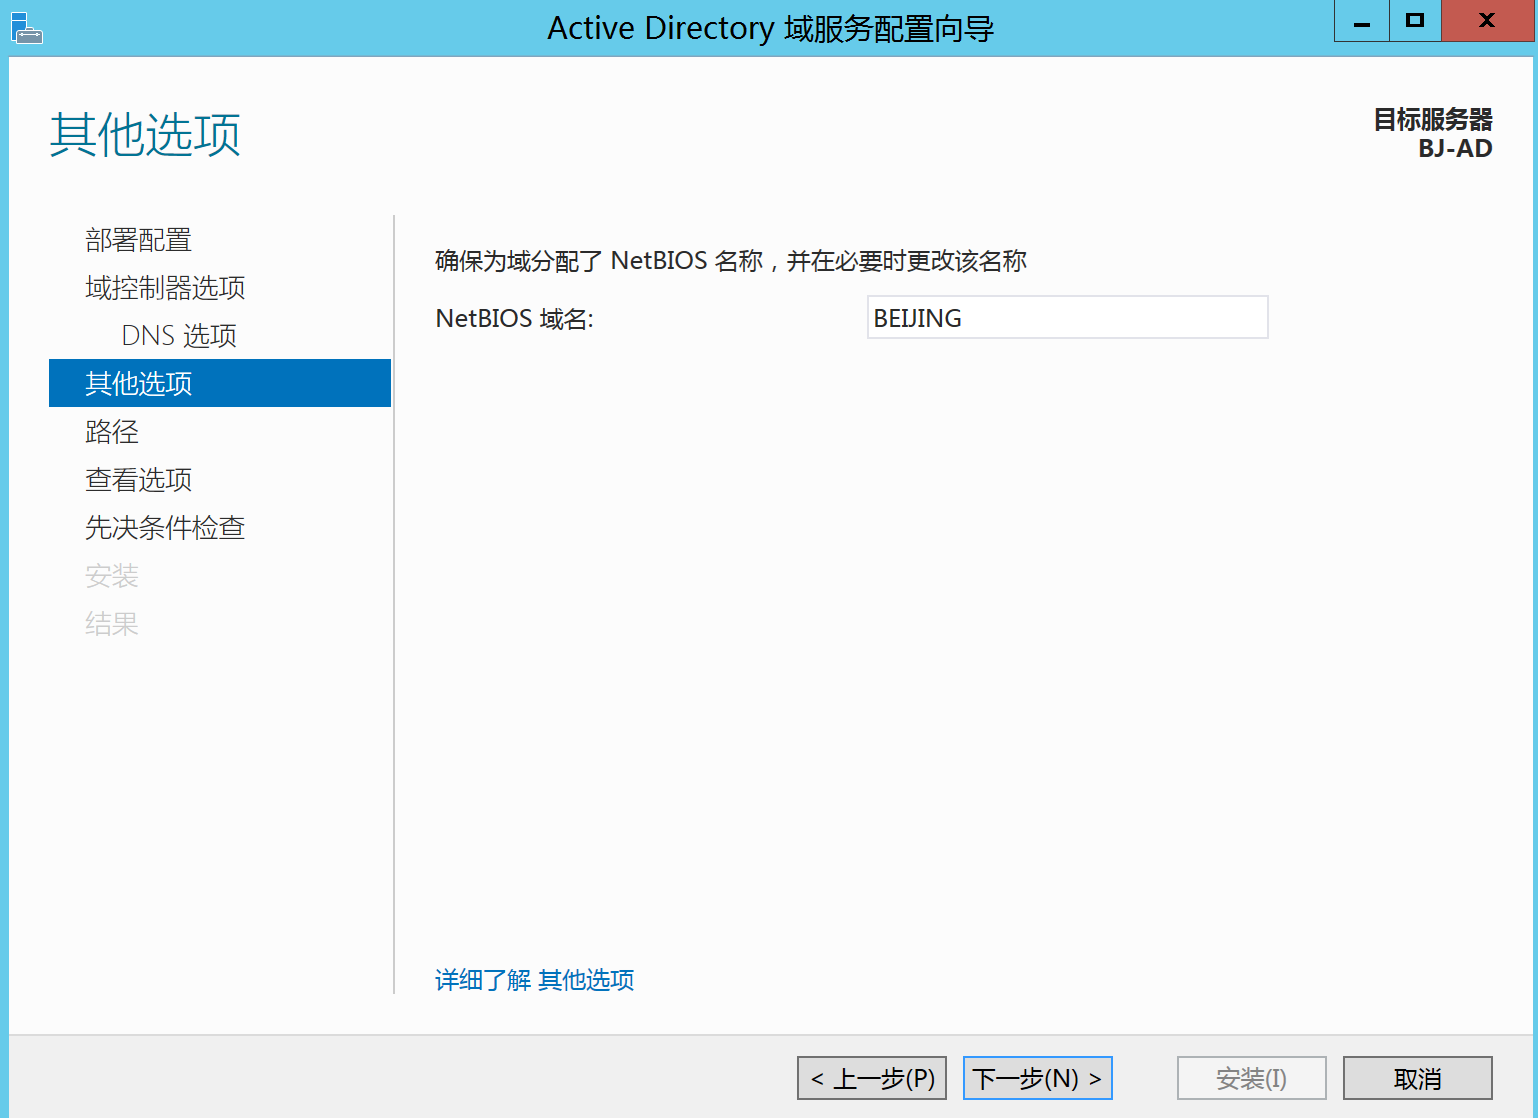 Active Directory 域服务配置向导
其他选项
目标服务器
BJ-AD
部署配置
域控制器选项
DNS 选项
其他选项
路径
查看选项
先决条件检查
安装
结果
确保为域分配了 NetBIOS 名称，并在必要时更改该名称
NetBIOS 域名: BEIJING
详细了解 其他选项
< 上一步(P) 下一步(N) > 安装(I) 取消